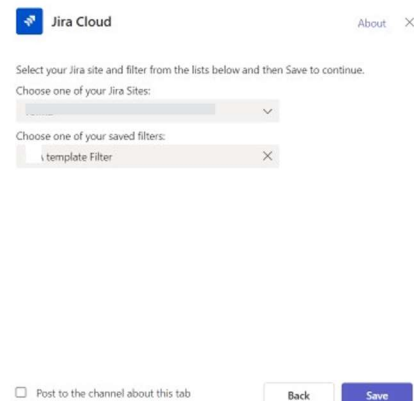 Jira Cloud
About
Select your Jira site and filter from the lists below and then Save to continue.
Choose one of your Jira Sites:
Choose one of your saved filters:
template Filter
Post to the channel about this tab
Back
Save